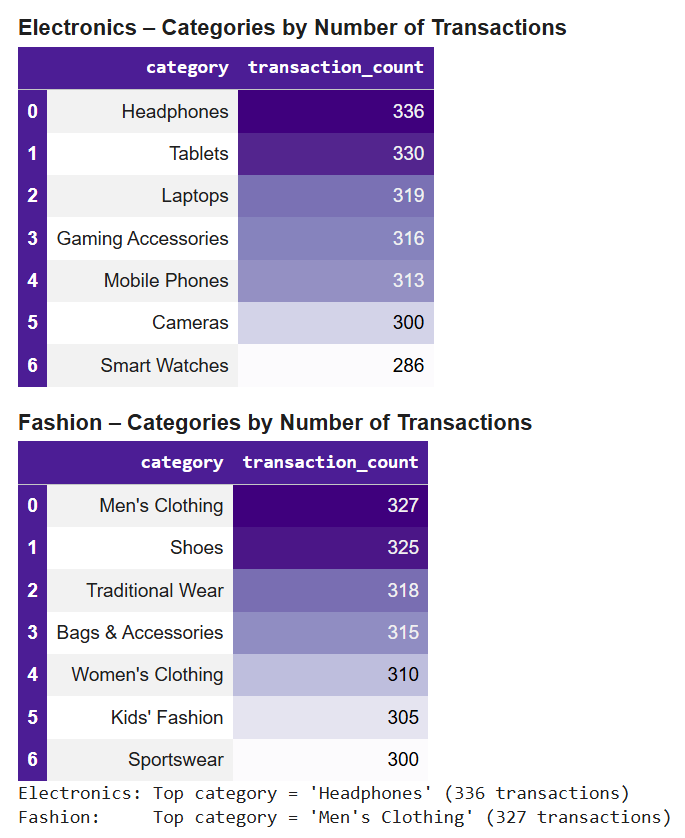 Electronics – Categories by Number of Transactions
category transaction_count
0 Headphones 336
1 Tablets 330
2 Laptops 319
3 Gaming Accessories 316
4 Mobile Phones 313
5 Cameras 300
6 Smart Watches 286
Fashion – Categories by Number of Transactions
category transaction_count
0 Men's Clothing 327
1 Shoes 325
2 Traditional Wear 318
3 Bags & Accessories 315
4 Women's Clothing 310
5 Kids' Fashion 305
6 Sportswear 300
Electronics: Top category = 'Headphones' (336 transactions)
Fashion: Top category = 'Men's Clothing' (327 transactions)